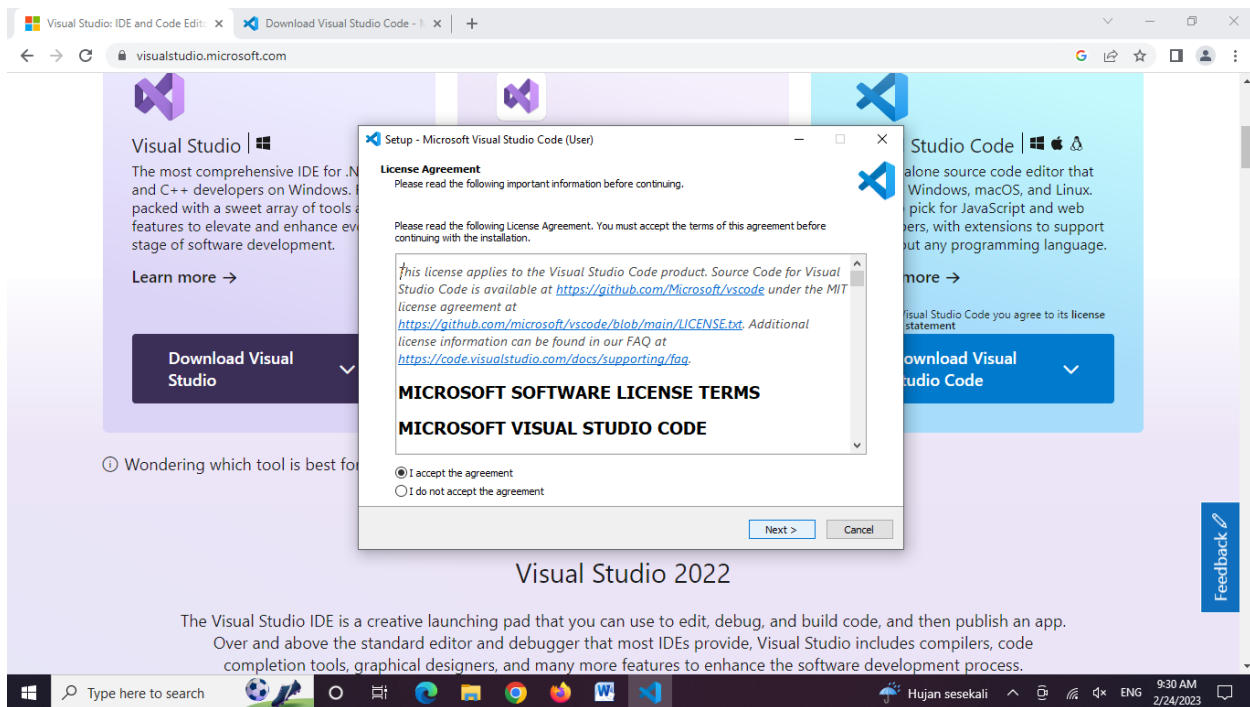 Visual Studio: IDE and Code Edito
Download Visual Studio Code - M
visualstudio.microsoft.com
Visual Studio
The most comprehensive IDE for .N
and C++ developers on Windows. F
packed with a sweet array of tools a
features to elevate and enhance eve
stage of software development.
Learn more →
Download Visual
Studio
Studio Code
alone source code editor that
Windows, macOS, and Linux.
pick for JavaScript and web
pers, with extensions to support
out any programming language.
more →
Visual Studio Code you agree to its license
statement
ownload Visual
tudio Code
Setup - Microsoft Visual Studio Code (User)
License Agreement
Please read the following important information before continuing.
Please read the following License Agreement. You must accept the terms of this agreement before
continuing with the installation.
This license applies to the Visual Studio Code product. Source Code for Visual
Studio Code is available at https://github.com/Microsoft/vscode under the MIT
license agreement at
https://github.com/microsoft/vscode/blob/main/LICENSE.txt. Additional
license information can be found in our FAQ at
https://code.visualstudio.com/docs/supporting/faq.
MICROSOFT SOFTWARE LICENSE TERMS
MICROSOFT VISUAL STUDIO CODE
I accept the agreement
I do not accept the agreement
Next >
Cancel
Wondering which tool is best for
Feedback
Visual Studio 2022
The Visual Studio IDE is a creative launching pad that you can use to edit, debug, and build code, and then publish an app.
Over and above the standard editor and debugger that most IDEs provide, Visual Studio includes compilers, code
completion tools, graphical designers, and many more features to enhance the software development process.
Type here to search
Hujan sesekali
ENG
9:30 AM
2/24/2023